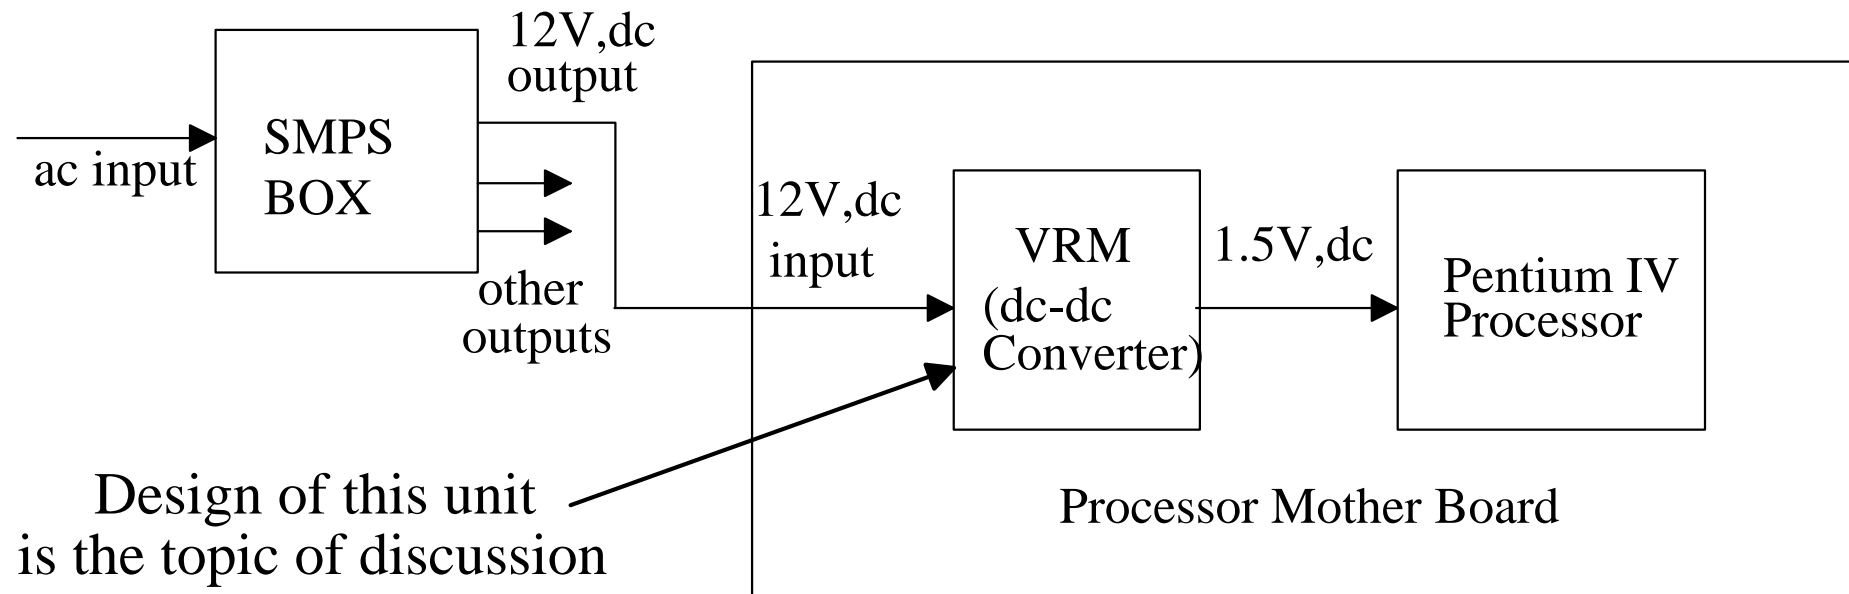 12V,dc
output
SMPS
BOX
ac input
12V,dc
input
other
outputs
VRM
(dc-dc
Converter)
1.5V,dc
Pentium IV
Processor
Design of this unit
is the topic of discussion
Processor Mother Board